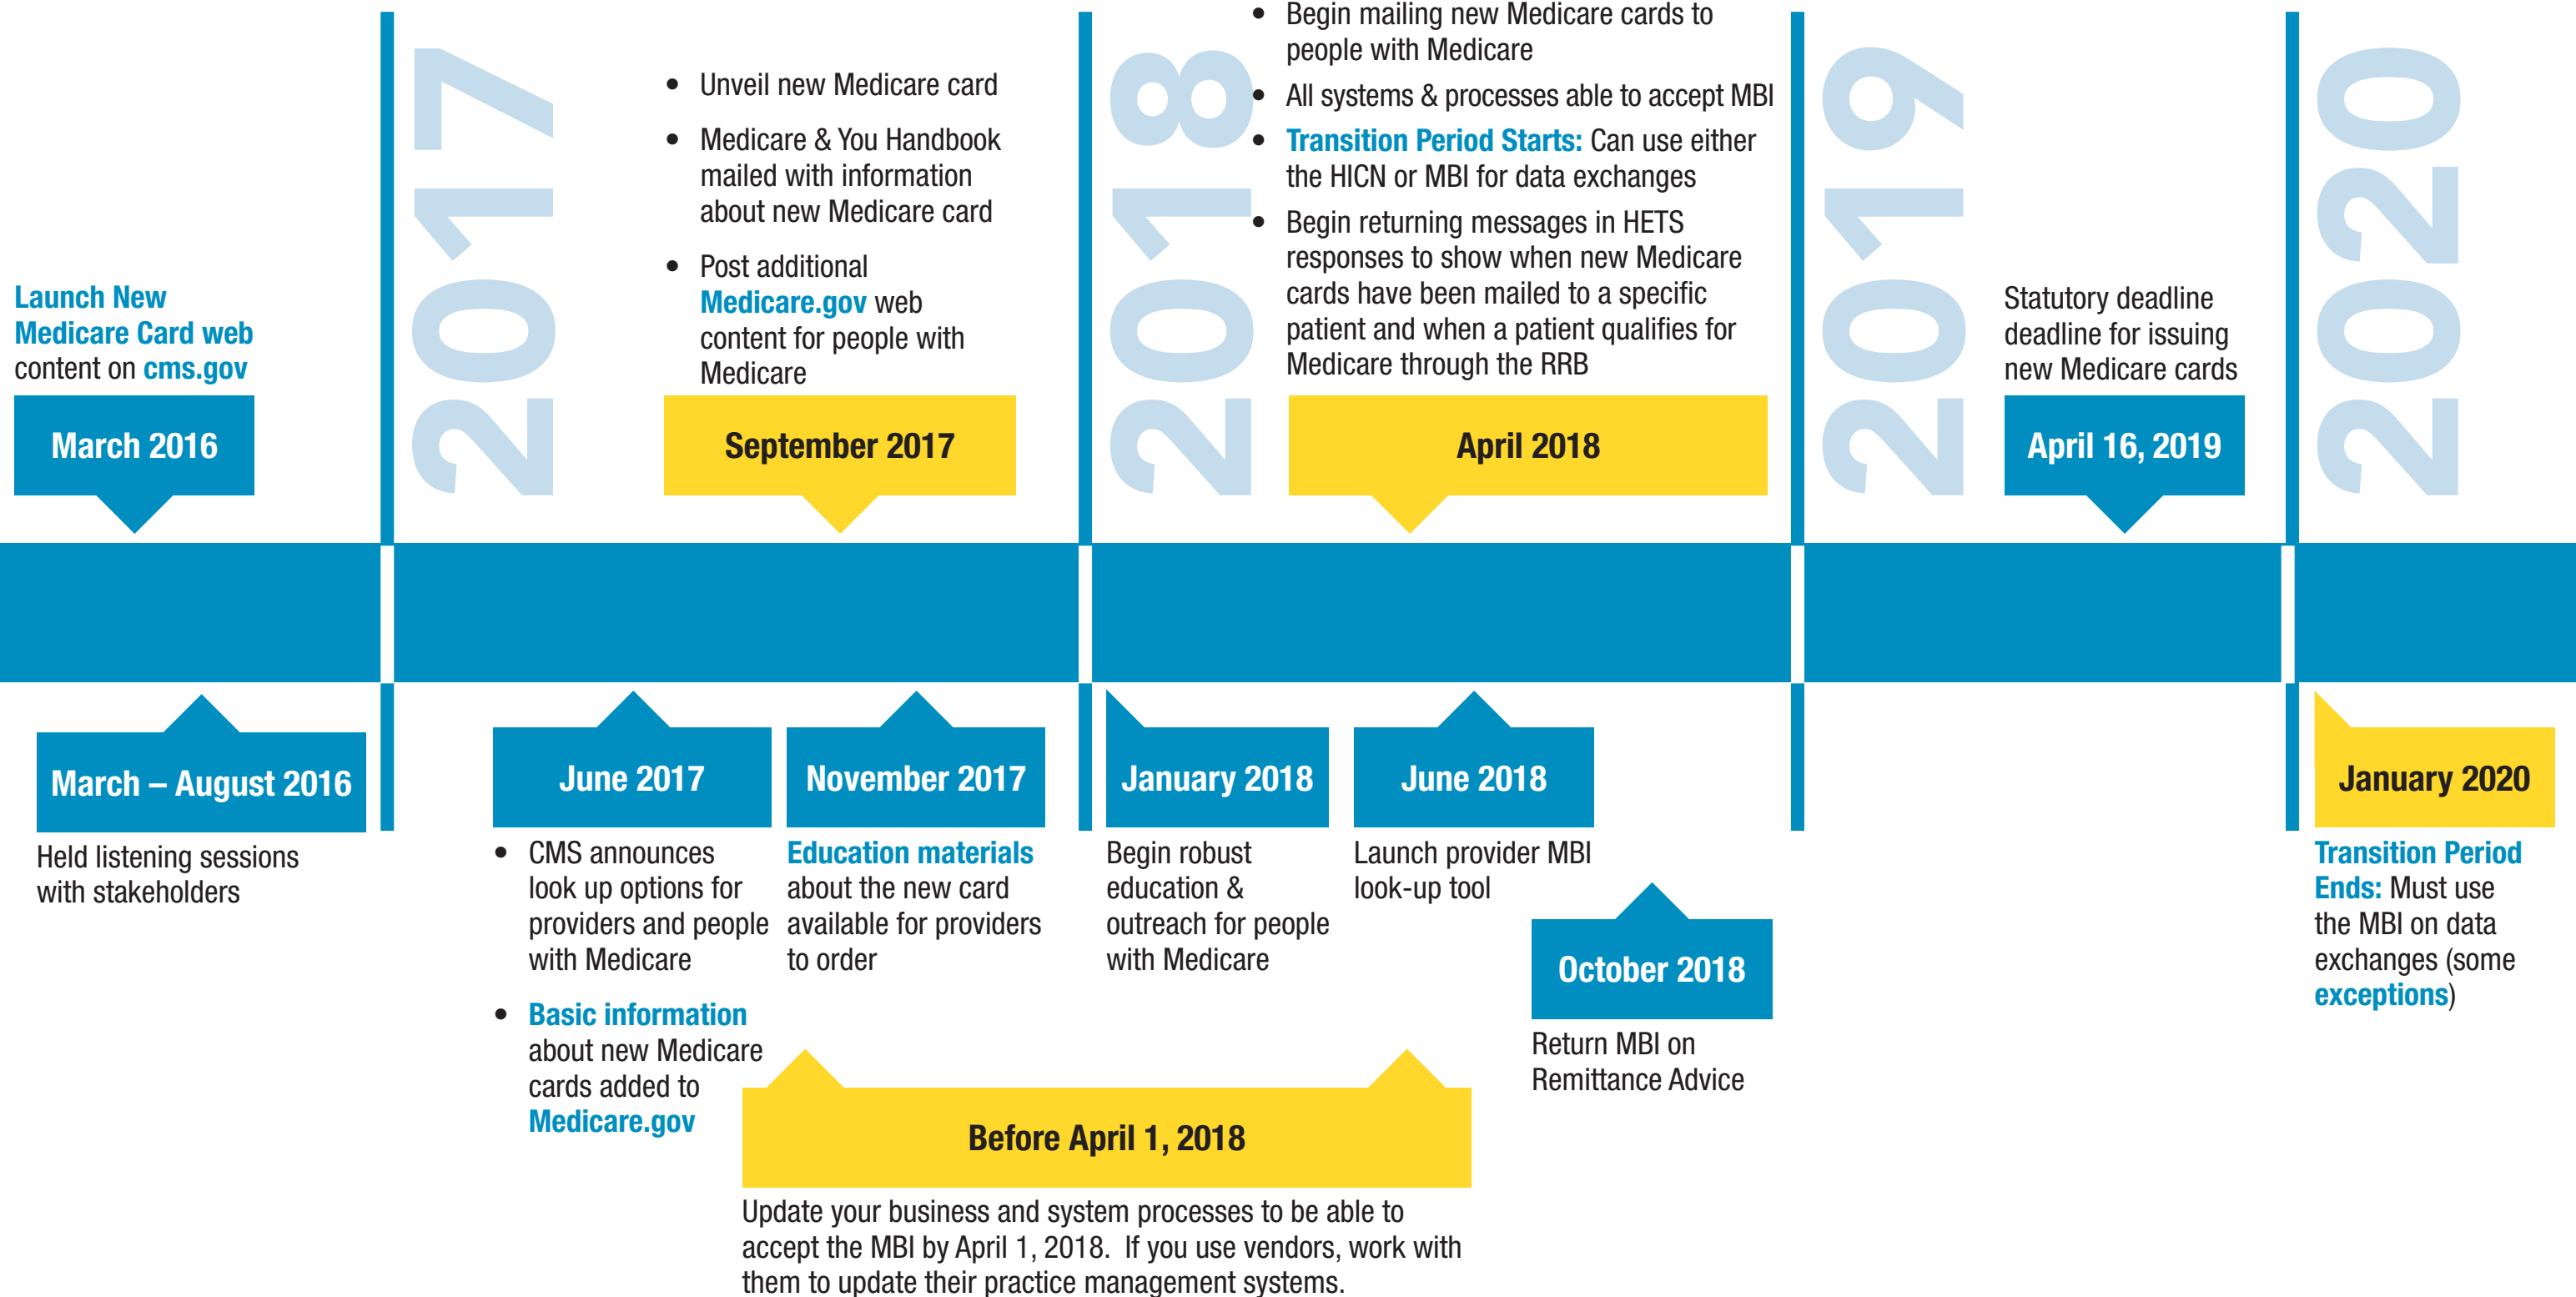 Launch New
Medicare Card web
content on cms.gov
March 2016
March – August 2016
Held listening sessions
with stakeholders
2017
• Unveil new Medicare card
• Medicare & You Handbook
mailed with information
about new Medicare card
• Post additional
Medicare.gov web
content for people with
Medicare
September 2017
June 2017
• CMS announces
look up options for
providers and people
with Medicare
• Basic information
about new Medicare
cards added to
Medicare.gov
November 2017
Education materials
about the new card
available for providers
to order
Before April 1, 2018
Update your business and system processes to be able to
accept the MBI by April 1, 2018.  If you use vendors, work with
them to update their practice management systems.
2018
• Begin mailing new Medicare cards to
people with Medicare
• All systems & processes able to accept MBI
• Transition Period Starts: Can use either
the HICN or MBI for data exchanges
• Begin returning messages in HETS
responses to show when new Medicare
cards have been mailed to a specific
patient and when a patient qualifies for
Medicare through the RRB
April 2018
January 2018
Begin robust
education &
outreach for people
with Medicare
June 2018
Launch provider MBI
look-up tool
October 2018
Return MBI on
Remittance Advice
2019
Statutory deadline
deadline for issuing
new Medicare cards
April 16, 2019
2020
January 2020
Transition Period
Ends: Must use
the MBI on data
exchanges (some
exceptions)